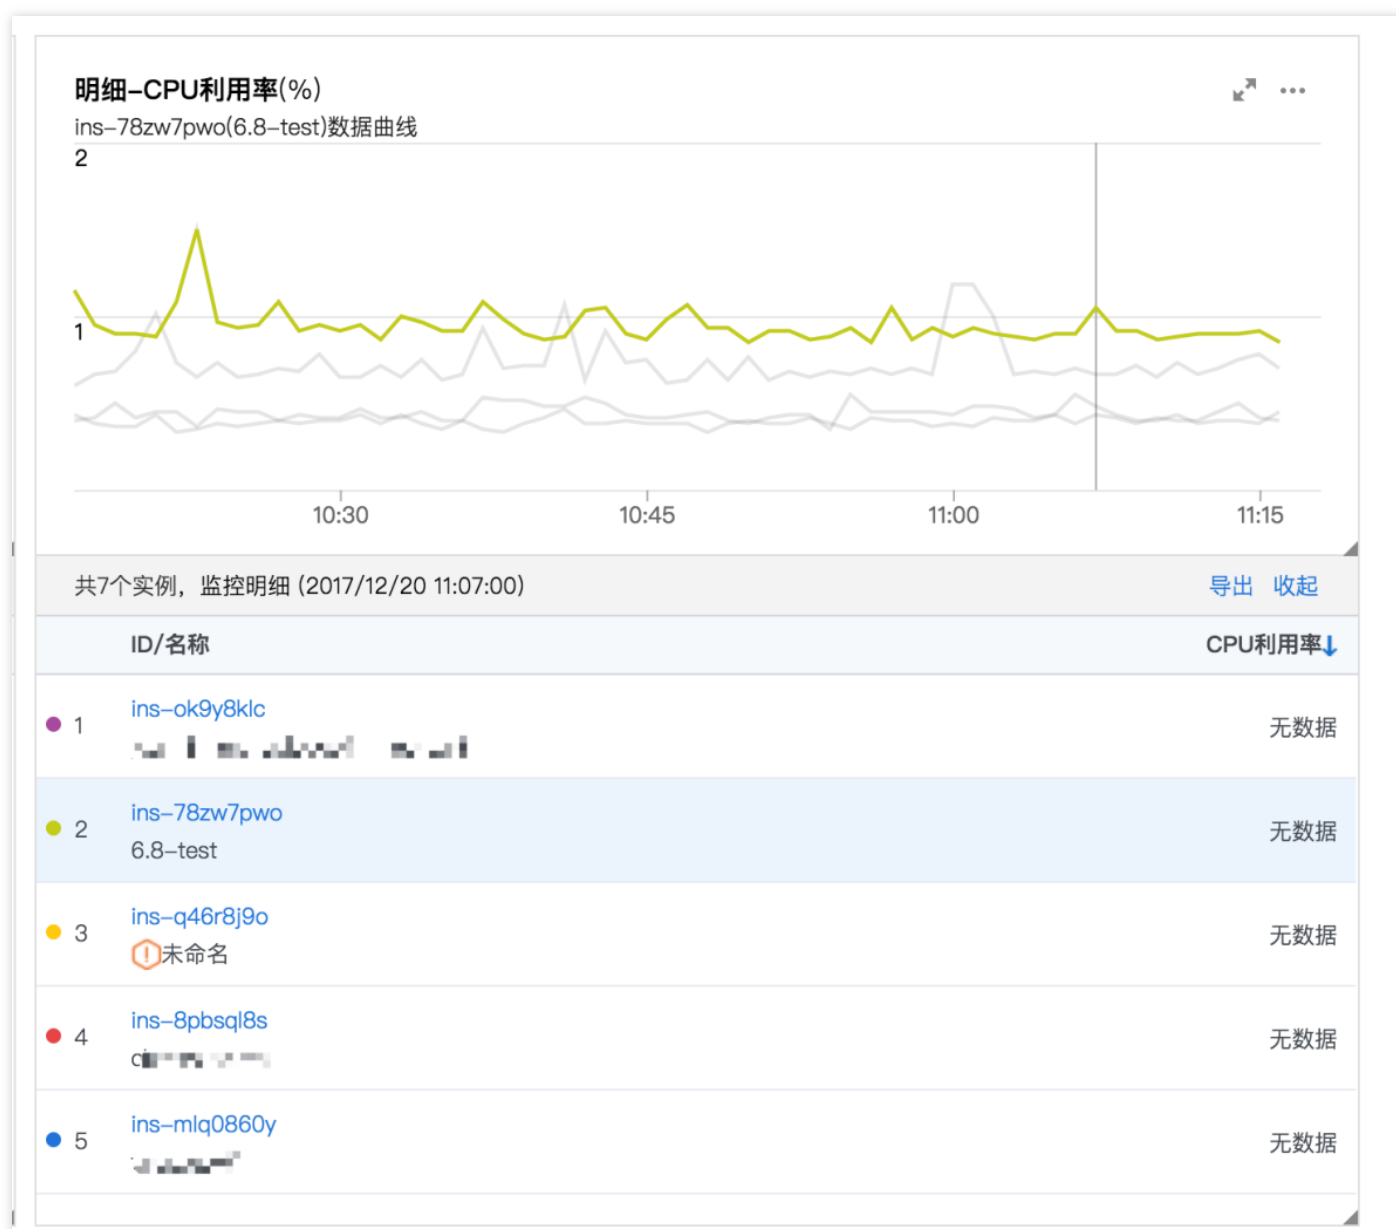 明细-CPU利用率(%)
ins-78zw7pwo(6.8-test)数据曲线
2
1
10:30 10:45 11:00 11:15
共7个实例，监控明细 (2017/12/20 11:07:00) 导出 收起
ID/名称 CPU利用率↓
1 ins-ok9y8klc 无数据
2 ins-78zw7pwo 无数据
6.8-test
3 ins-q46r8j9o 无数据
未命名
4 ins-8pbsql8s 无数据
5 ins-mlq0860y 无数据